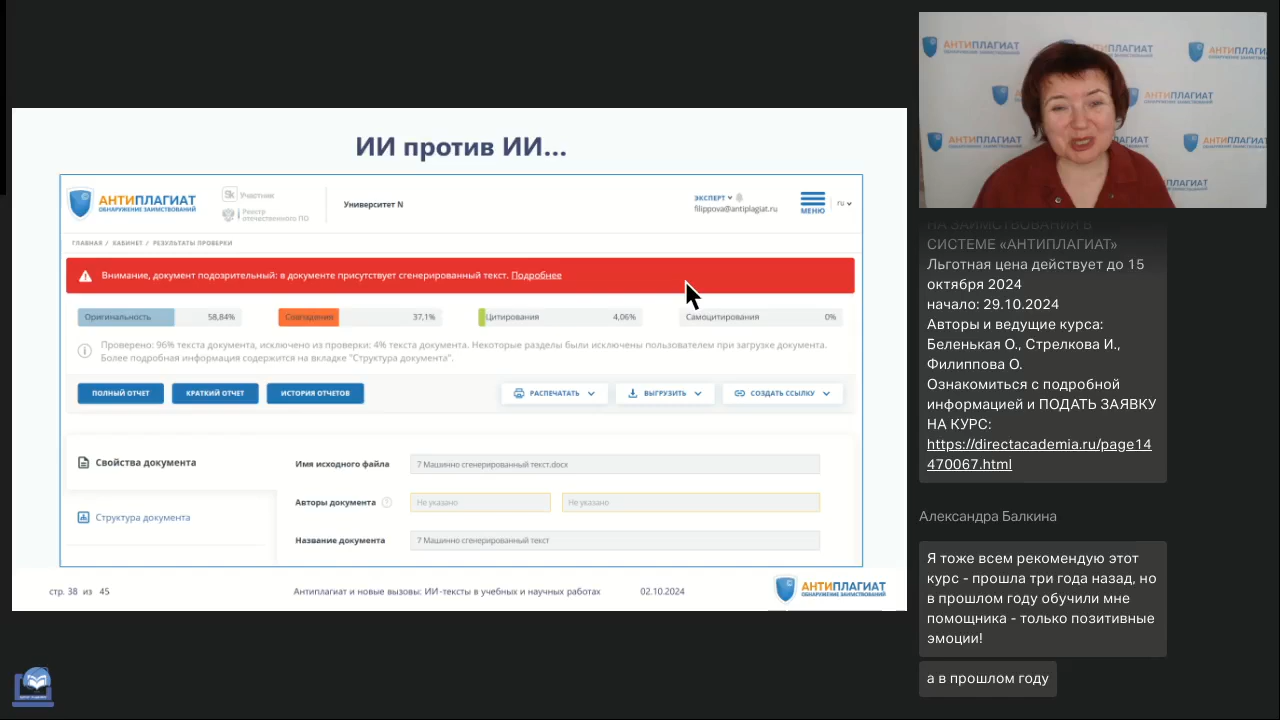 ИИ против ИИ...
АНТИПЛАГИАТ
ОБНАРУЖЕНИЕ ЗАИМСТВОВАНИЙ
Sk Участник
Реестр
отечественного ПО
Университет N
ЭКСПЕРТ
filippova@antiplagiat.ru
МЕНЮ
ru
ГЛАВНАЯ / КАБИНЕТ / РЕЗУЛЬТАТЫ ПРОВЕРКИ
Внимание, документ подозрительный: в документе присутствует сгенерированный текст. Подробнее
Оригинальность 58,84%
Совпадения 37,1%
Цитирования 4,06%
Самоцитирования 0%
Проверено: 96% текста документа, исключено из проверки: 4% текста документа. Некоторые разделы были исключены пользователем при загрузке документа.
Более подробная информация содержится на вкладке "Структура документа".
ПОЛНЫЙ ОТЧЕТ
КРАТКИЙ ОТЧЕТ
ИСТОРИЯ ОТЧЕТОВ
РАСПЕЧАТАТЬ
ВЫГРУЗИТЬ
СОЗДАТЬ ССЫЛКУ
Свойства документа
Структура документа
Имя исходного файла 7 Машинно сгенерированный текст.docx
Авторы документа ? Не указано Не указано
Название документа 7 Машинно сгенерированный текст
стр. 38 из 45
Антиплагиат и новые вызовы: ИИ-тексты в учебных и научных работах
02.10.2024
АНТИПЛАГИАТ
ОБНАРУЖЕНИЕ ЗАИМСТВОВАНИЙ
АНТИПЛАГИАТ
АНТИПЛАГИАТ
АНТИПЛАГИАТ
АНТИПЛАГИАТ
НА ЗАИМСТВОВАНИЯ В
СИСТЕМЕ «АНТИПЛАГИАТ»
Льготная цена действует до 15
октября 2024
начало: 29.10.2024
Авторы и ведущие курса:
Беленькая О., Стрелкова И.,
Филиппова О.
Ознакомиться с подробной
информацией и ПОДАТЬ ЗАЯВКУ
НА КУРС:
https://directacademia.ru/page14
470067.html
Александра Балкина
Я тоже всем рекомендую этот
курс - прошла три года назад, но
в прошлом году обучили мне
помощника - только позитивные
эмоции!
а в прошлом году